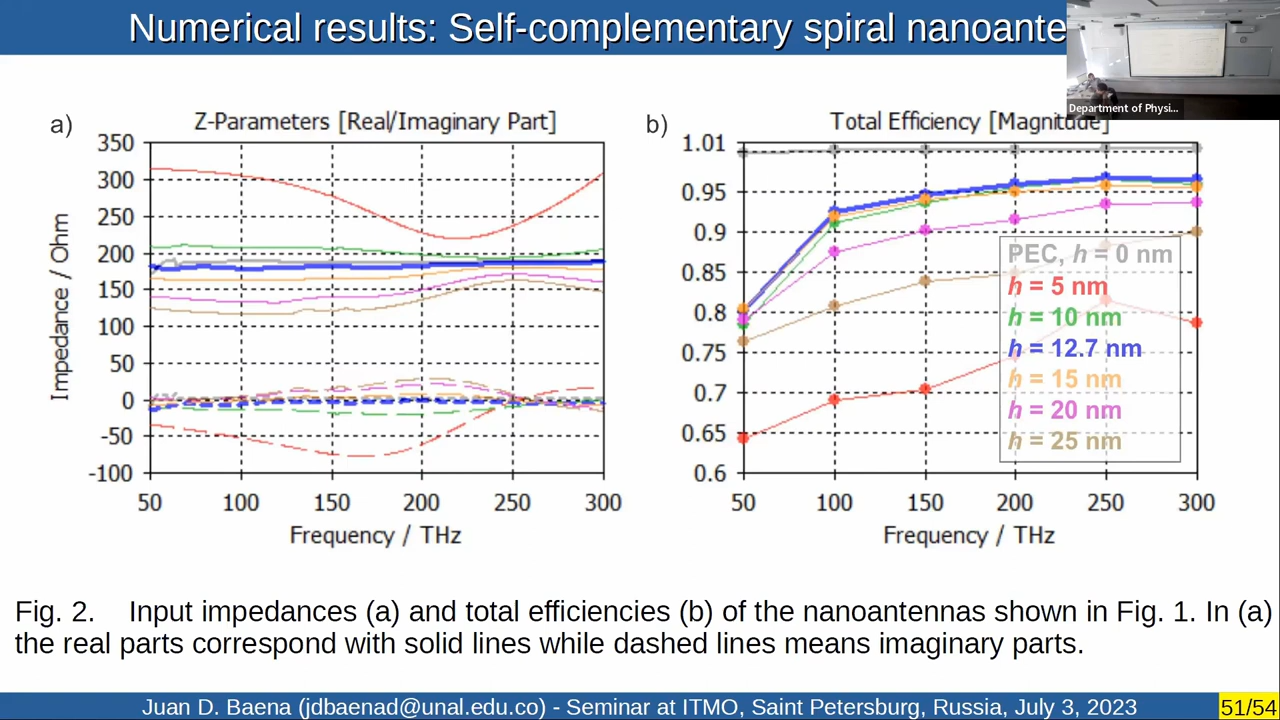 Numerical results: Self-complementary spiral nanoante
Department of Physi...
a)
Z-Parameters [Real/Imaginary Part]
350
300
250
200
150
100
50
0
-50
-100
Impedance / Ohm
50 100 150 200 250 300
Frequency / THz
b)
Total Efficiency [Magnitude]
1.01
0.95
0.9
0.85
0.8
0.75
0.7
0.65
0.6
PEC, h = 0 nm
h = 5 nm
h = 10 nm
h = 12.7 nm
h = 15 nm
h = 20 nm
h = 25 nm
50 100 150 200 250 300
Frequency / THz
Fig. 2. Input impedances (a) and total efficiencies (b) of the nanoantennas shown in Fig. 1. In (a)
the real parts correspond with solid lines while dashed lines means imaginary parts.
Juan D. Baena (jdbaenad@unal.edu.co) - Seminar at ITMO, Saint Petersburg, Russia, July 3, 2023
51/54